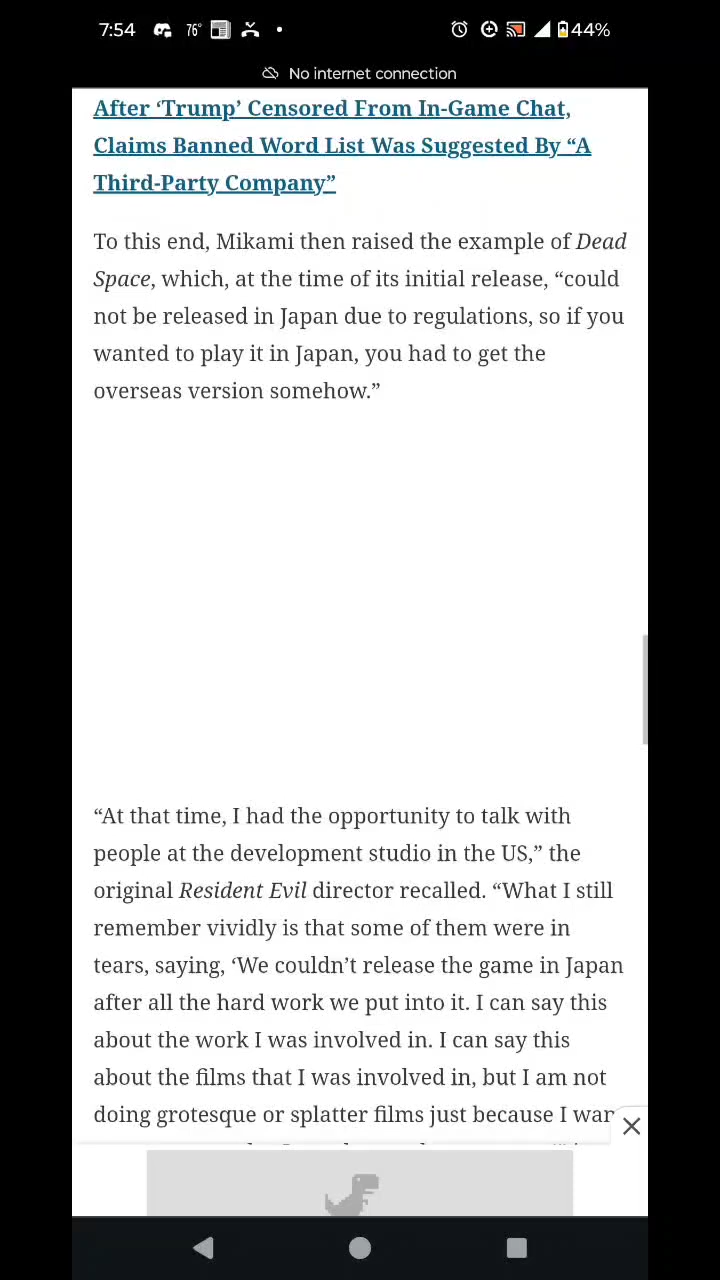 7:54 76° 44%
No internet connection
After ‘Trump’ Censored From In-Game Chat,
Claims Banned Word List Was Suggested By “A
Third-Party Company”
To this end, Mikami then raised the example of Dead
Space, which, at the time of its initial release, “could
not be released in Japan due to regulations, so if you
wanted to play it in Japan, you had to get the
overseas version somehow.”
“At that time, I had the opportunity to talk with
people at the development studio in the US,” the
original Resident Evil director recalled. “What I still
remember vividly is that some of them were in
tears, saying, ‘We couldn’t release the game in Japan
after all the hard work we put into it. I can say this
about the work I was involved in. I can say this
about the films that I was involved in, but I am not
doing grotesque or splatter films just because I